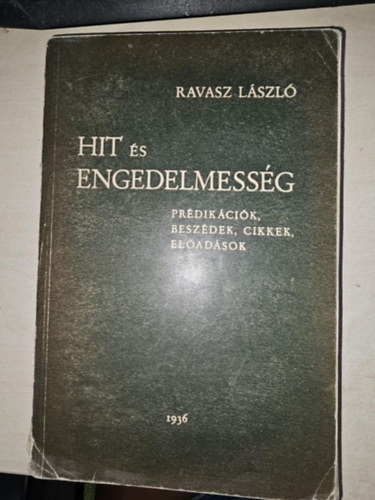 RAVASZ LÁSZLÓ
HIT ÉS
ENGEDELMESSÉG
PRÉDIKÁCIÓK,
BESZÉDEK, CIKKEK,
ELŐADÁSOK
1936